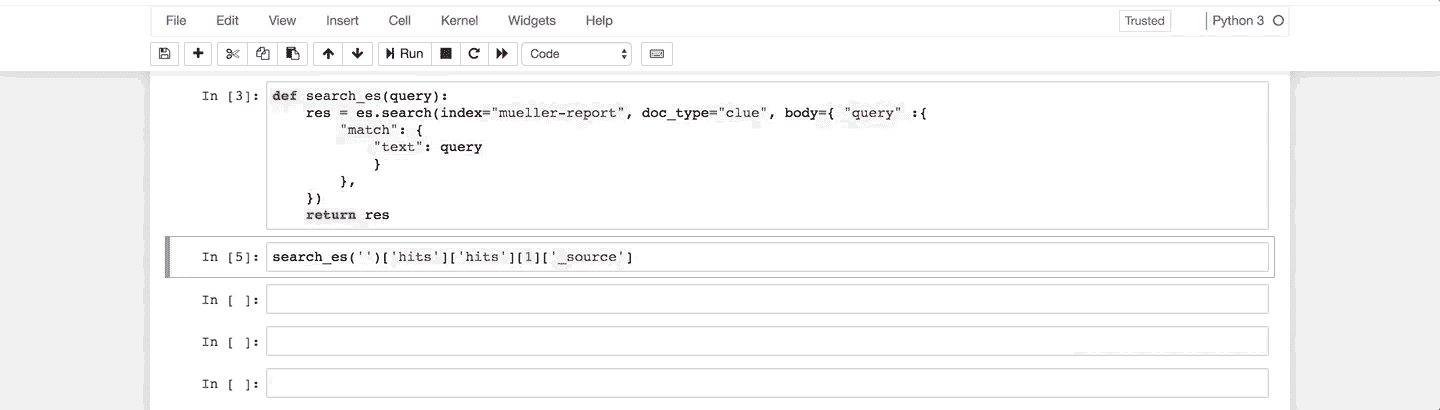 File Edit View Insert Cell Kernel Widgets Help Trusted Python 3
Run Code
In [3]: def search_es(query):
res = es.search(index="mueller-report", doc_type="clue", body={ "query" :{
"match": {
"text": query
}
},
})
return res
In [5]: search_es('')['hits']['hits'][1]['_source']
In [ ]:
In [ ]:
In [ ]: